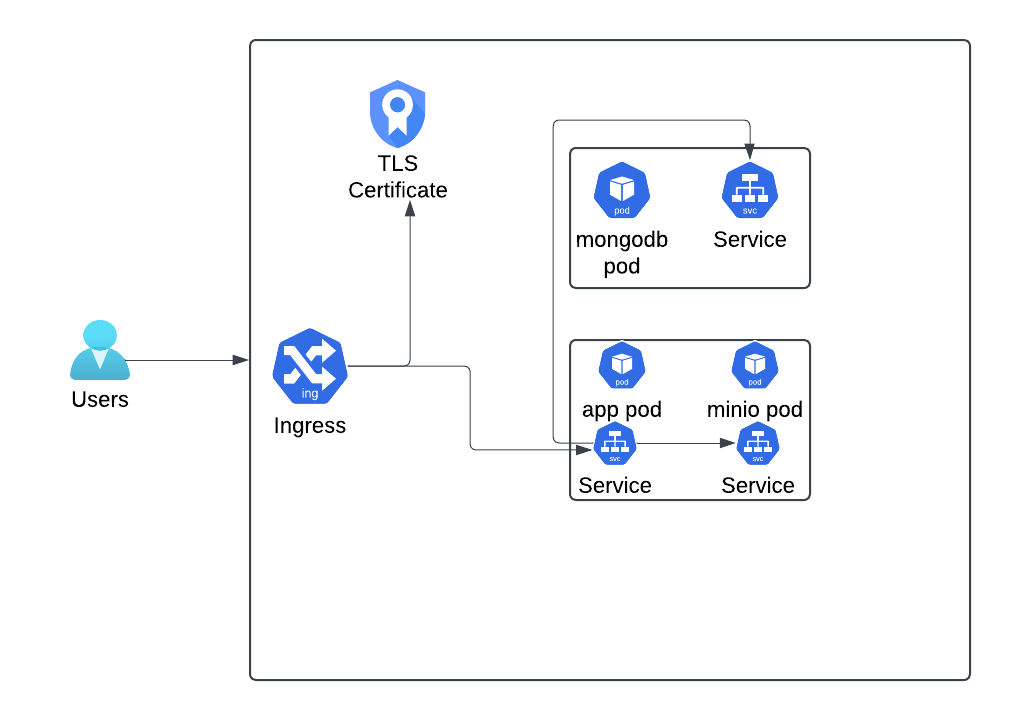 TLS
Certificate
pod
svc
mongodb
pod
Service
Users
ing
Ingress
pod
pod
app pod
minio pod
svc
svc
Service
Service